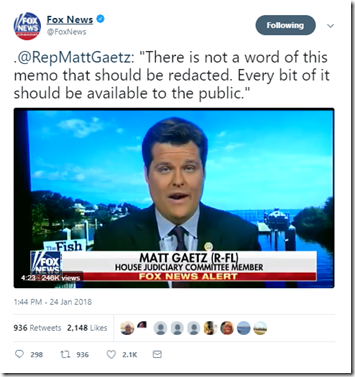 FOX
NEWS
Fox News
@FoxNews
Following
.@RepMattGaetz: "There is not a word of this
memo that should be redacted. Every bit of it
should be available to the public."
The
Fish
FOX
NEWS
MATT GAETZ (R-FL)
HOUSE JUDICIARY COMMITTEE MEMBER
FOX NEWS ALERT
4:23 · 246K views
1:44 PM - 24 Jan 2018
936 Retweets 2,148 Likes
298 936 2.1K